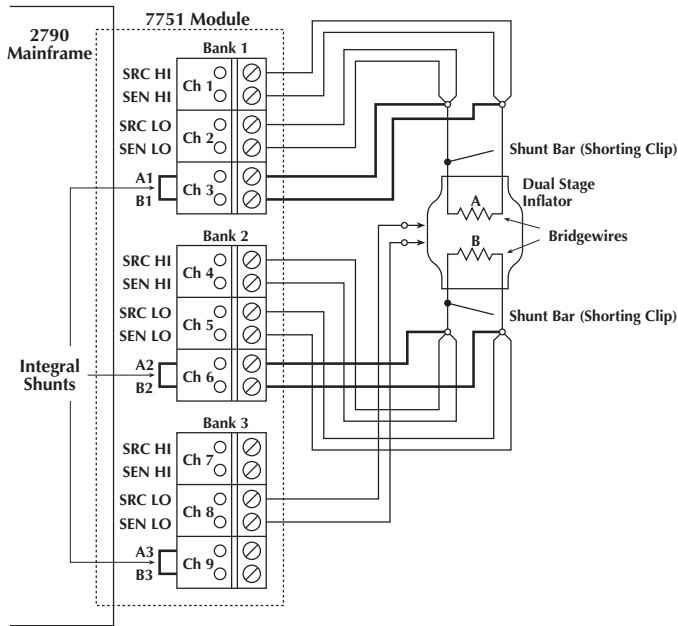 7751 Module
2790
Mainframe
Bank 1
SRC HI
SEN HI
Ch 1
SRC LO
SEN LO
Ch 2
A1
B1
Ch 3
Shunt Bar (Shorting Clip)
Dual Stage
Inflator
A
B
Bridgewires
Bank 2
SRC HI
SEN HI
Ch 4
SRC LO
SEN LO
Ch 5
Shunt Bar (Shorting Clip)
Integral
Shunts
A2
B2
Ch 6
Bank 3
SRC HI
SEN HI
Ch 7
SRC LO
SEN LO
Ch 8
A3
B3
Ch 9